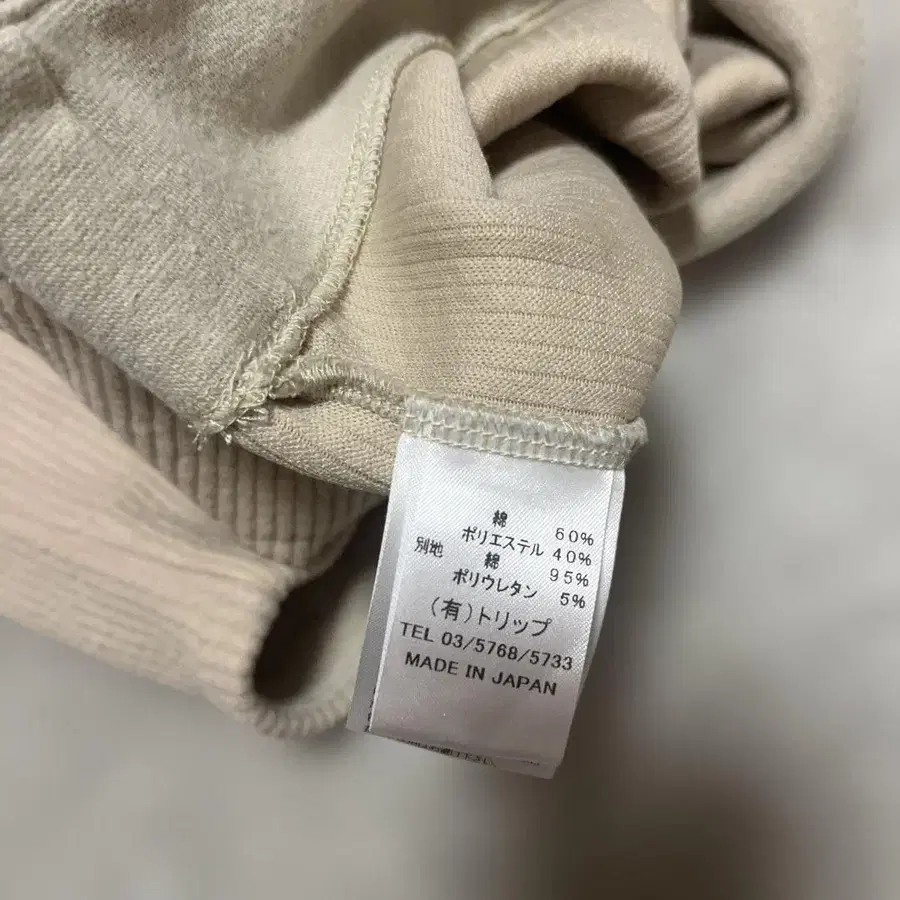 綿 60%
ポリエステル 40%
別地 綿 95%
ポリウレタン 5%
(有)トリップ
TEL 03/5768/5733
MADE IN JAPAN